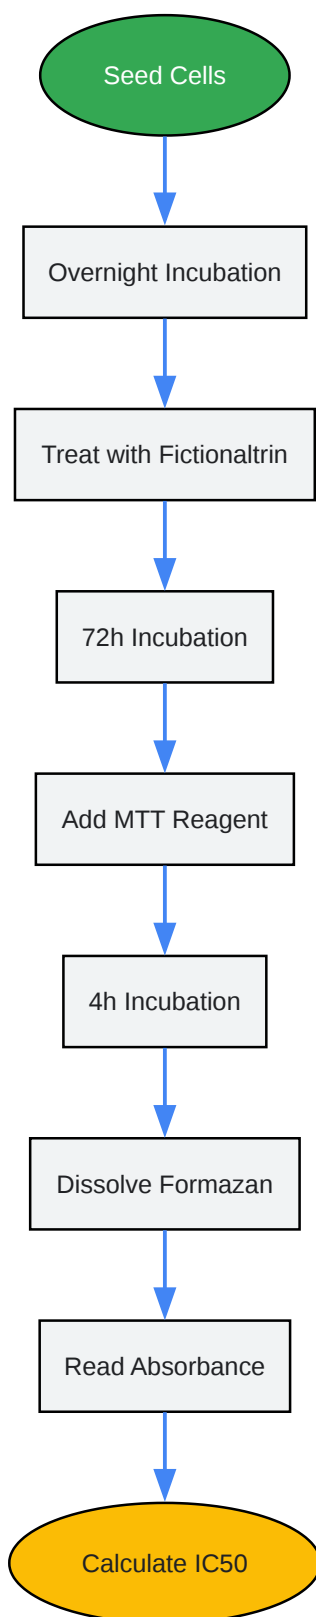 Seed Cells
Overnight Incubation
Treat with Fictionaltrin
72h Incubation
Add MTT Reagent
4h Incubation
Dissolve Formazan
Read Absorbance
Calculate IC50